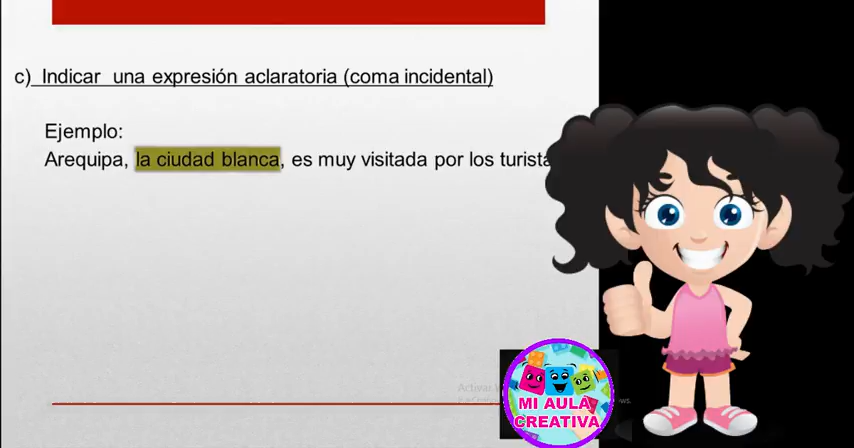 c) Indicar una expresión aclaratoria (coma incidental)
Ejemplo:
Arequipa, la ciudad blanca, es muy visitada por los
MI AULA
CREATIVA